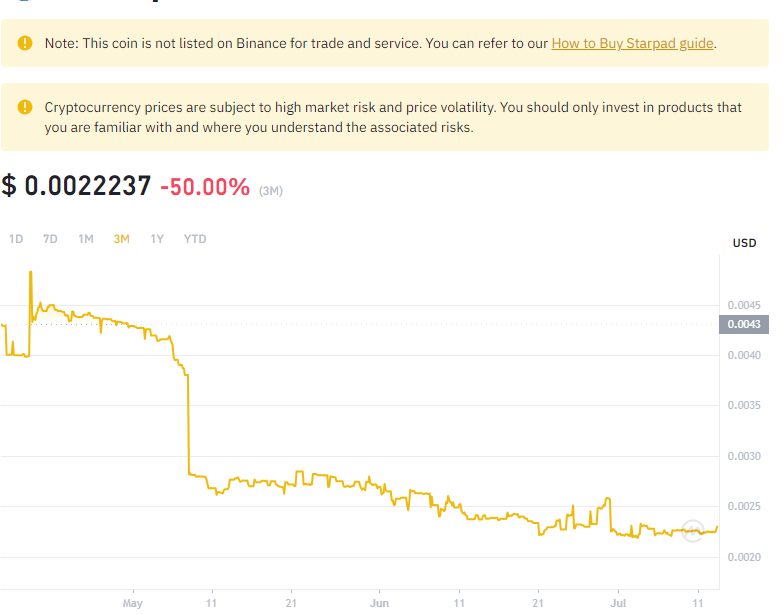 Note: This coin is not listed on Binance for trade and service. You can refer to our How to Buy Starpad guide.
Cryptocurrency prices are subject to high market risk and price volatility. You should only invest in products that
you are familiar with and where you understand the associated risks.
$ 0.0022237 -50.00% (3M)
1D 7D 1M 3M 1Y YTD
USD
0.0045
0.0043
0.0040
0.0035
0.0030
0.0025
0.0020
May 11 21 Jun 11 21 Jul 11